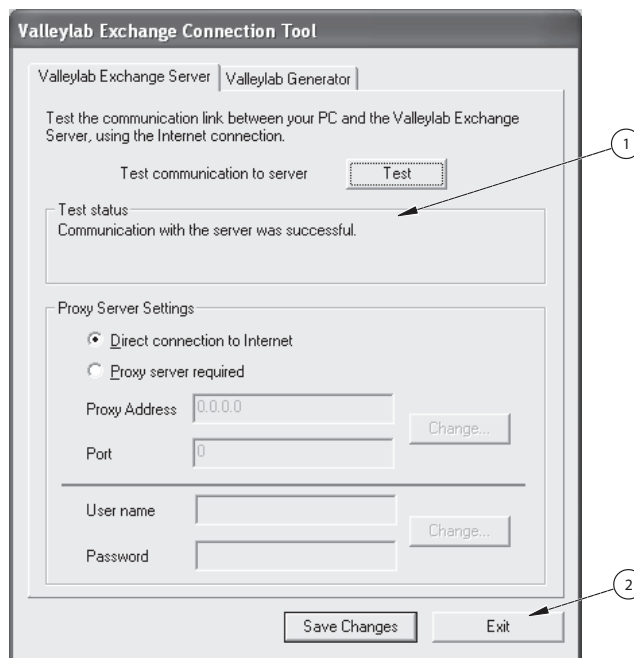 Valleylab Exchange Connection Tool
Valleylab Exchange Server
Valleylab Generator
Test the communication link between your PC and the Valleylab Exchange
Server, using the Internet connection.
Test communication to server
Test
1
Test status
Communication with the server was successful.
Proxy Server Settings
Direct connection to Internet
Proxy server required
Proxy Address
0.0.0.0
Change...
Port
0
User name
Change...
Password
2
Save Changes
Exit